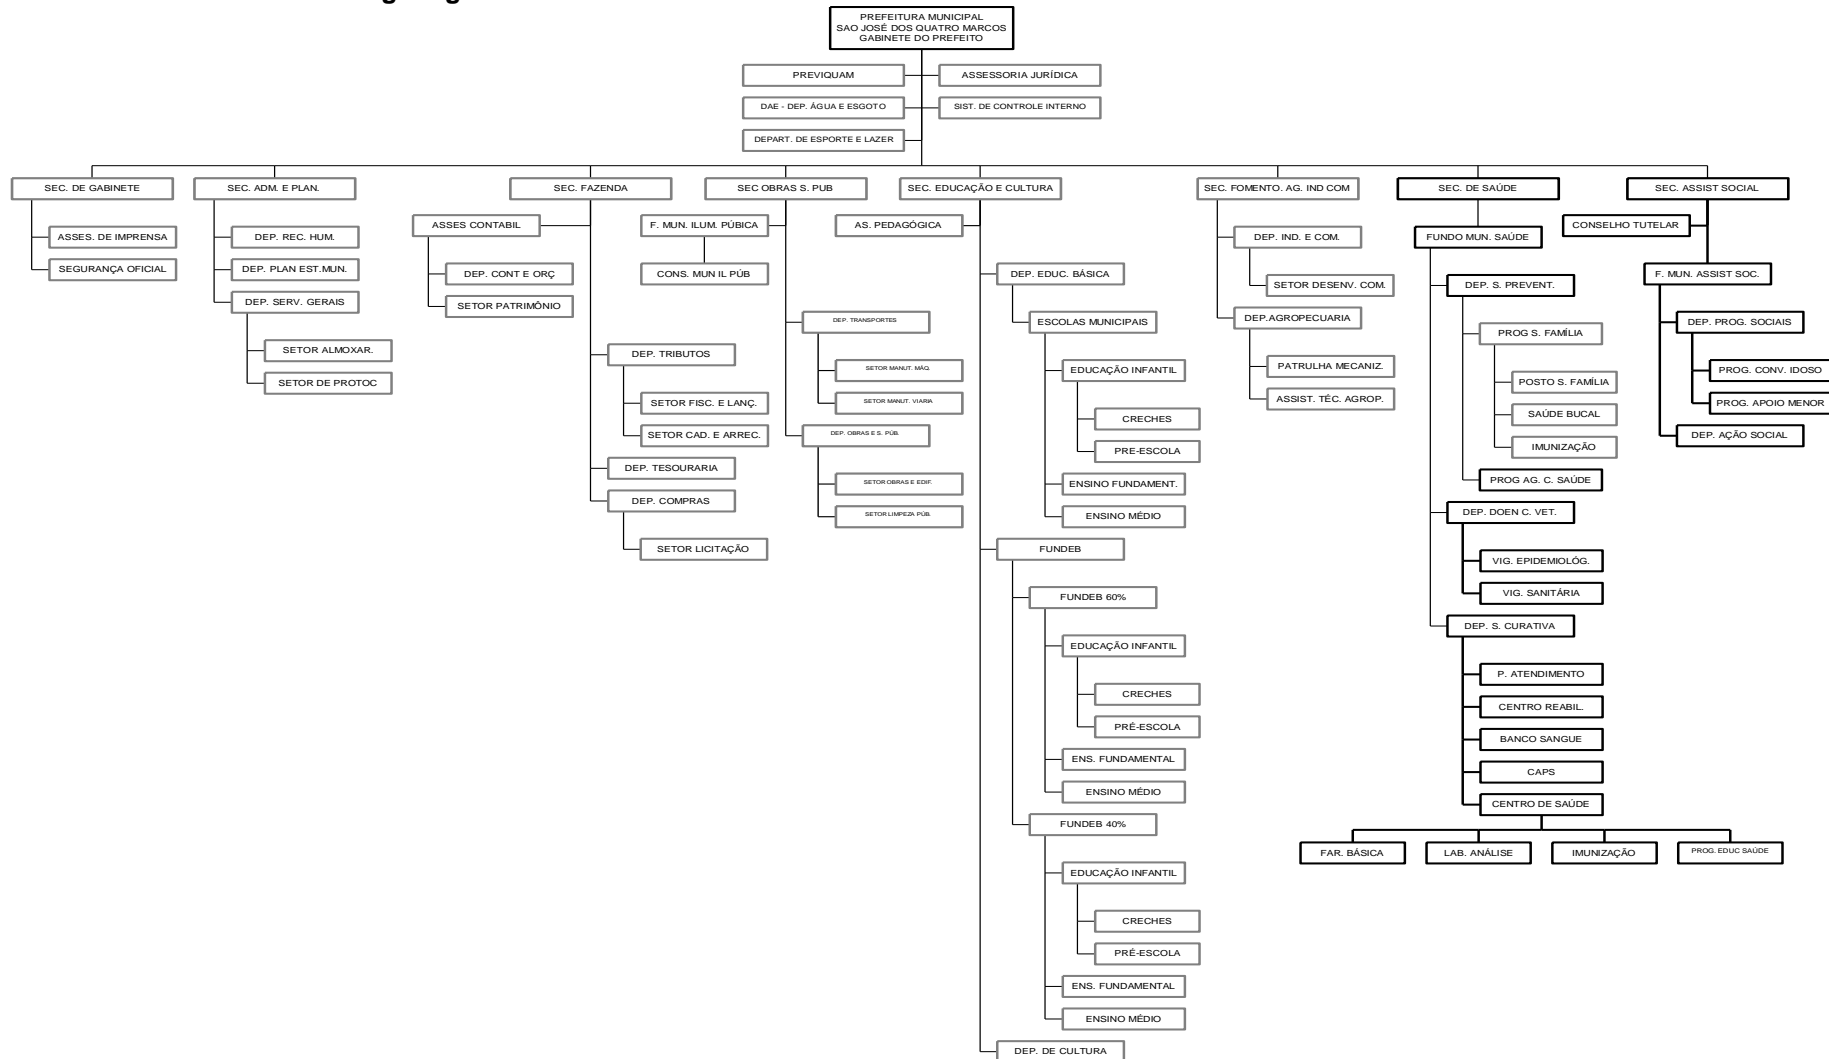 PREFEITURA MUNICIPAL
SAO JOSÉ DOS QUATRO MARCOS
GABINETE DO PREFEITO
PREVIQUAM
ASSESSORIA JURÍDICA
DAE - DEP. ÁGUA E ESGOTO
SIST. DE CONTROLE INTERNO
DEPART. DE ESPORTE E LAZER
SEC. DE GABINETE
ASSES. DE IMPRENSA
SEGURANÇA OFICIAL
SEC. ADM. E PLAN.
DEP. REC. HUM.
DEP. PLAN EST.MUN.
DEP. SERV. GERAIS
SETOR ALMOXAR.
SETOR DE PROTOC
SEC. FAZENDA
ASSES CONTABIL
DEP. CONT E ORÇ
SETOR PATRIMÔNIO
DEP. TRIBUTOS
SETOR FISC. E LANÇ.
SETOR CAD. E ARREC.
DEP. TESOURARIA
DEP. COMPRAS
SETOR LICITAÇÃO
SEC OBRAS S. PUB
F. MUN. ILUM. PÚBICA
CONS. MUN IL PÚB
DEP. TRANSPORTES
SETOR MANUT. MÁQ.
SETOR MANUT. VIARIA
DEP. OBRAS E S. PÚB.
SETOR OBRAS E EDIF.
SETOR LIMPEZA PÚB.
SEC. EDUCAÇÃO E CULTURA
AS. PEDAGÓGICA
DEP. EDUC. BÁSICA
ESCOLAS MUNICIPAIS
EDUCAÇÃO INFANTIL
CRECHES
PRE-ESCOLA
ENSINO FUNDAMENT.
ENSINO MÉDIO
FUNDEB
FUNDEB 60%
EDUCAÇÃO INFANTIL
CRECHES
PRÉ-ESCOLA
ENS. FUNDAMENTAL
ENSINO MÉDIO
FUNDEB 40%
EDUCAÇÃO INFANTIL
CRECHES
PRÉ-ESCOLA
ENS. FUNDAMENTAL
ENSINO MÉDIO
DEP. DE CULTURA
SEC. FOMENTO. AG. IND COM
DEP. IND. E COM.
SETOR DESENV. COM.
DEP.AGROPECUARIA
PATRULHA MECANIZ.
ASSIST. TÉC. AGROP.
SEC. DE SAÚDE
FUNDO MUN. SAÚDE
DEP. S. PREVENT.
PROG S. FAMÍLIA
POSTO S. FAMÍLIA
SAÚDE BUCAL
IMUNIZAÇÃO
PROG AG. C. SAÚDE
DEP. DOEN C. VET.
VIG. EPIDEMIOLÓG.
VIG. SANITÁRIA
DEP. S. CURATIVA
P. ATENDIMENTO
CENTRO REABIL.
BANCO SANGUE
CAPS
CENTRO DE SAÚDE
FAR. BÁSICA
LAB. ANÁLISE
IMUNIZAÇÃO
PROG. EDUC SAÚDE
SEC. ASSIST SOCIAL
CONSELHO TUTELAR
F. MUN. ASSIST SOC.
DEP. PROG. SOCIAIS
PROG. CONV. IDOSO
PROG. APOIO MENOR
DEP. AÇÃO SOCIAL